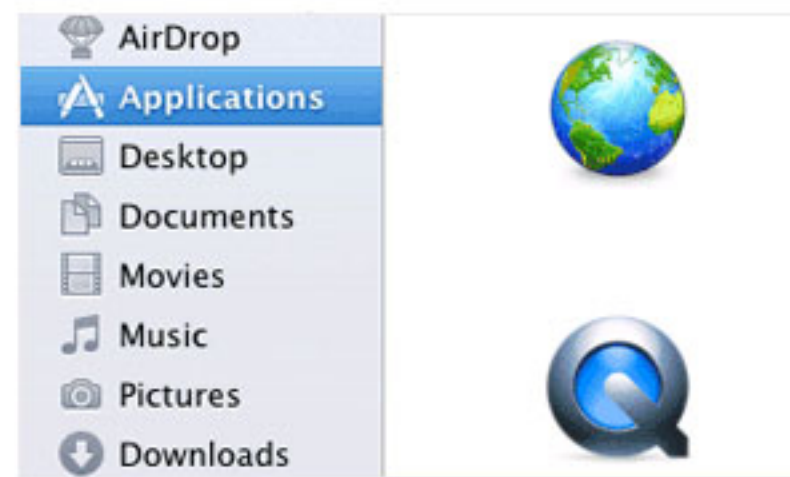 AirDrop
Applications
Desktop
Documents
Movies
Music
Pictures
Downloads